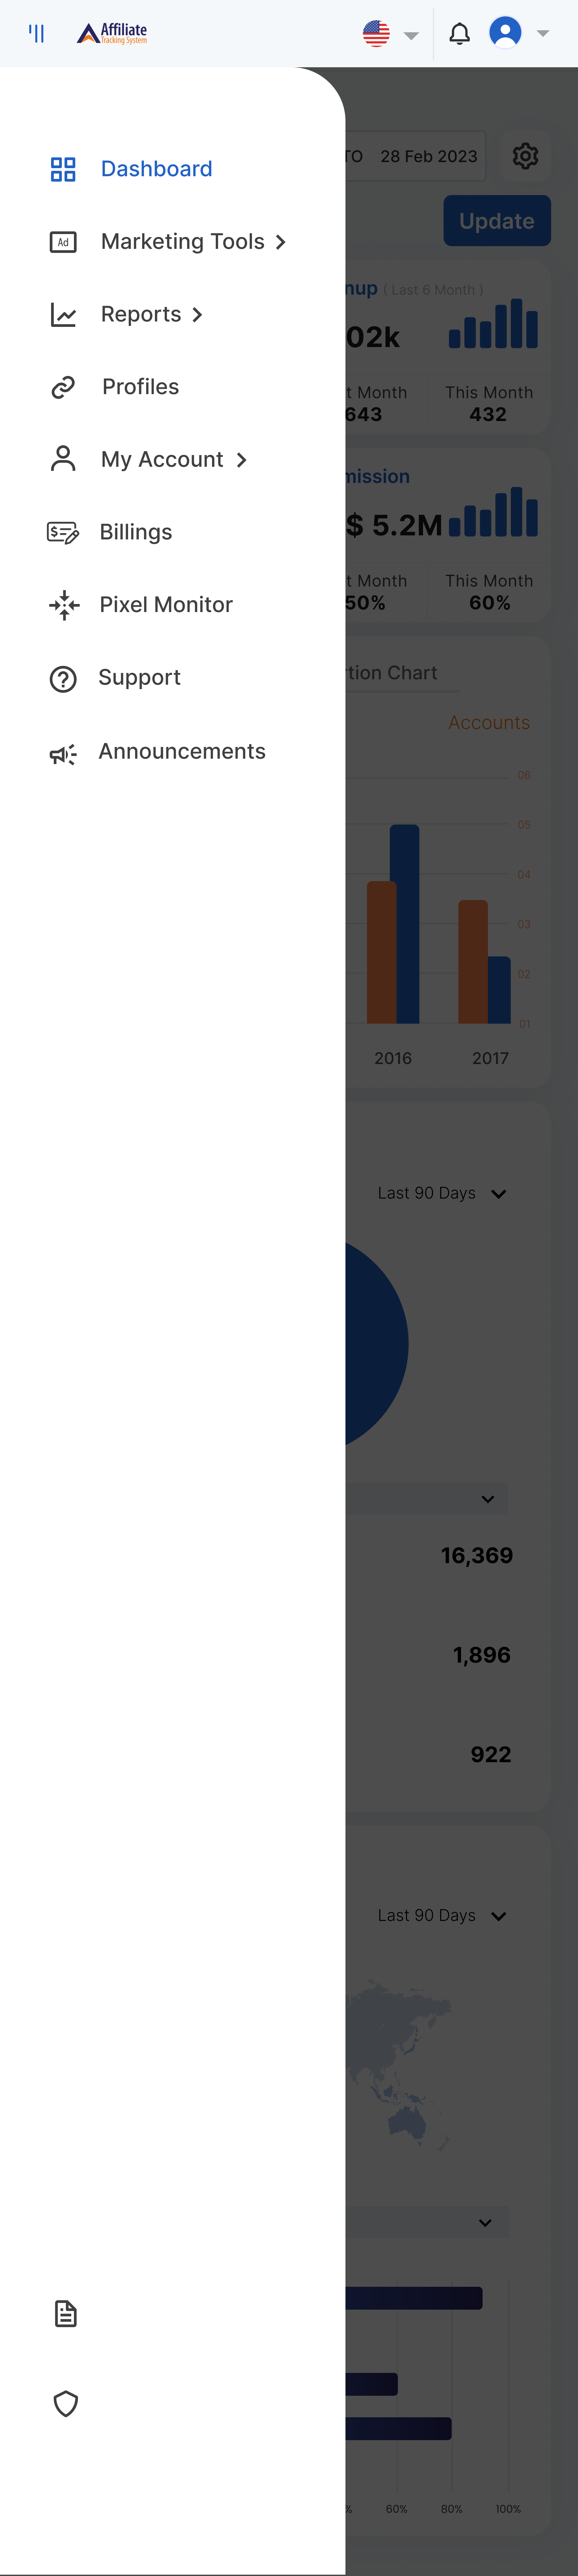 Affiliate
Tracking System
TO 28 Feb 2023
Dashboard
Update
Ad
Marketing Tools
nup ( Last 6 Month )
Reports
02k
Profiles
t Month This Month
643 432
My Account
mission
Billings
$ 5.2M
t Month This Month
50% 60%
Pixel Monitor
Support
rtion Chart
Accounts
Announcements
06
05
04
03
02
01
2016 2017
Last 90 Days
16,369
1,896
922
Last 90 Days
% 60% 80% 100%